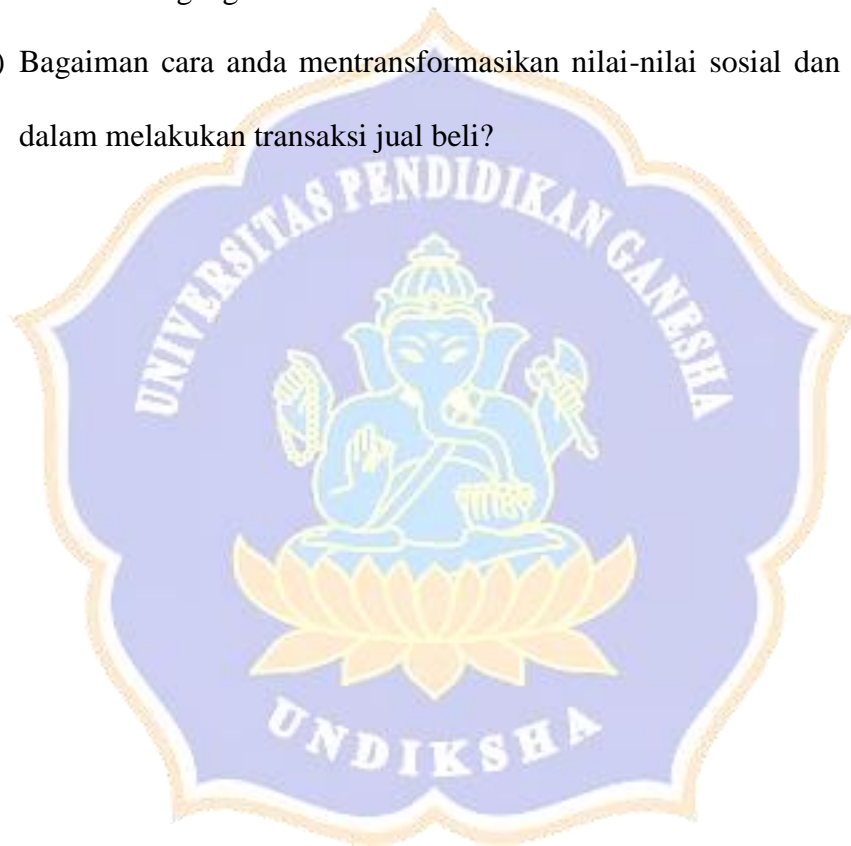 ) Bagaiman cara anda mentransformasikan nilai-nilai sosial dan
dalam melakukan transaksi jual beli?
UNIVERSITAS PENDIDIKAN GANESHA
UNDIKSHA